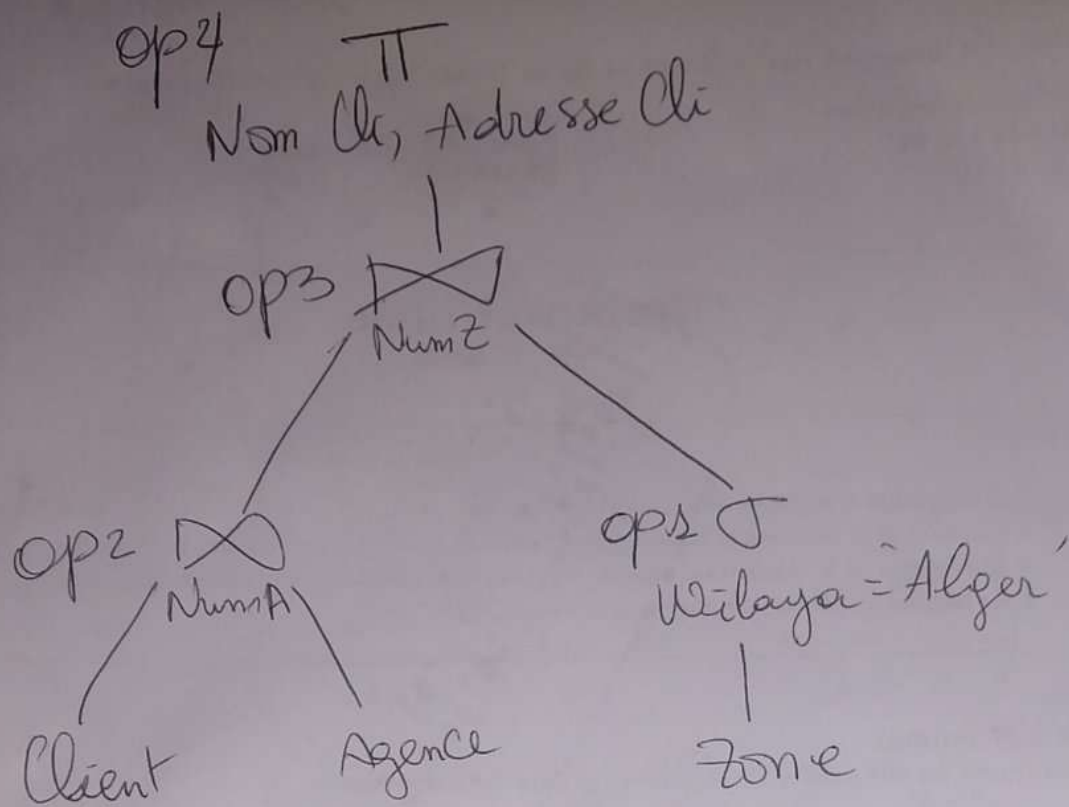 op4 π
Nom Cli, Adresse Cli
op3 ⋈
NumZ
op2 ⋈
NumA
op1 σ
Wilaya = 'Alger'
Client Agence Zone